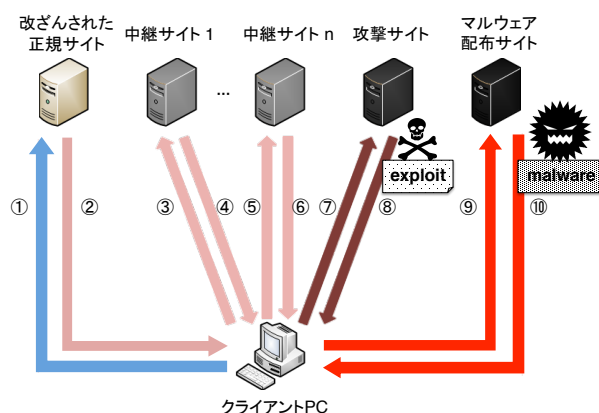 改ざんされた
正規サイト
中継サイト 1
...
中継サイト n
攻撃サイト
マルウェア
配布サイト
exploit
malware
①
②
③
④
⑤
⑥
⑦
⑧
⑨
⑩
クライアントPC